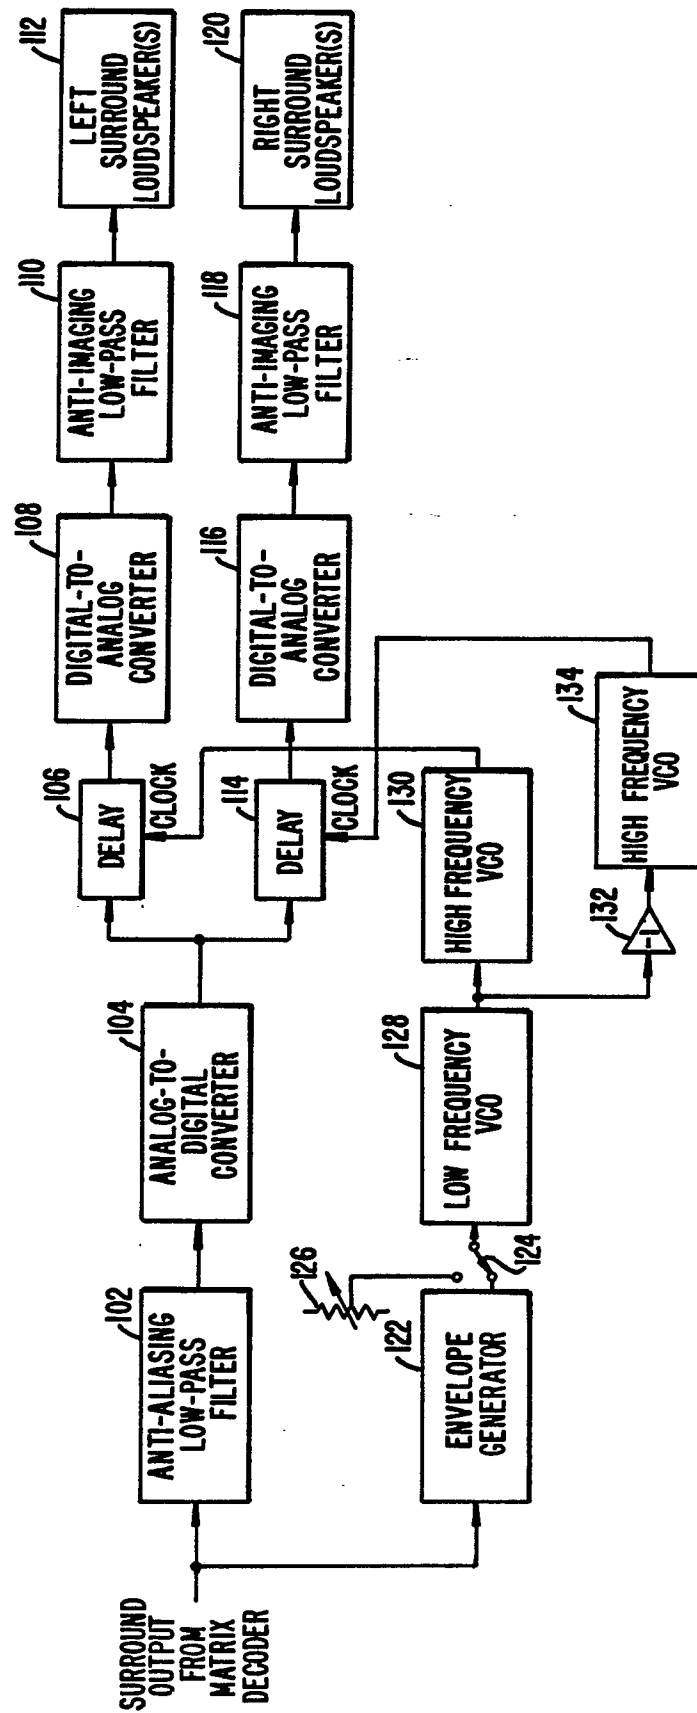 SURROUND
OUTPUT
FROM
MATRIX
DECODER
102
ANTI-ALIASING
LOW-PASS
FILTER
104
ANALOG-TO-
DIGITAL
CONVERTER
106
DELAY
CLOCK
108
DIGITAL-TO-
ANALOG
CONVERTER
110
ANTI-IMAGING
LOW-PASS
FILTER
112
LEFT
SURROUND
LOUDSPEAKER(S)
114
DELAY
CLOCK
116
DIGITAL-TO-
ANALOG
CONVERTER
118
ANTI-IMAGING
LOW-PASS
FILTER
120
RIGHT
SURROUND
LOUDSPEAKER(S)
122
ENVELOPE
GENERATOR
126
124
128
LOW FREQUENCY
VCO
130
HIGH FREQUENCY
VCO
132
-1
134
HIGH FREQUENCY
VCO